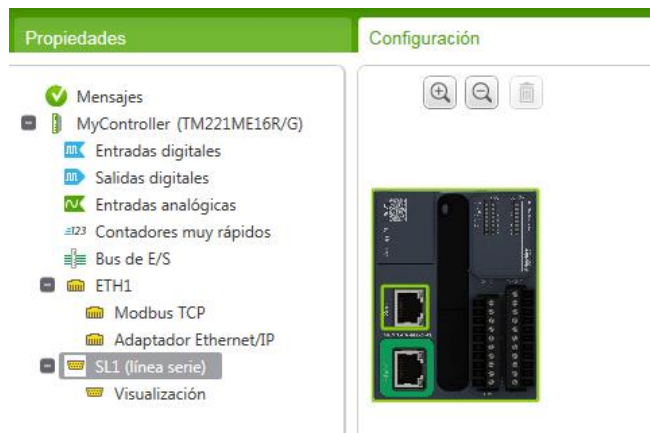 Propiedades
Configuración
Mensajes
MyController (TM221ME16R/G)
Entradas digitales
Salidas digitales
Entradas analógicas
Contadores muy rápidos
Bus de E/S
ETH1
Modbus TCP
Adaptador Ethernet/IP
SL1 (línea serie)
Visualización